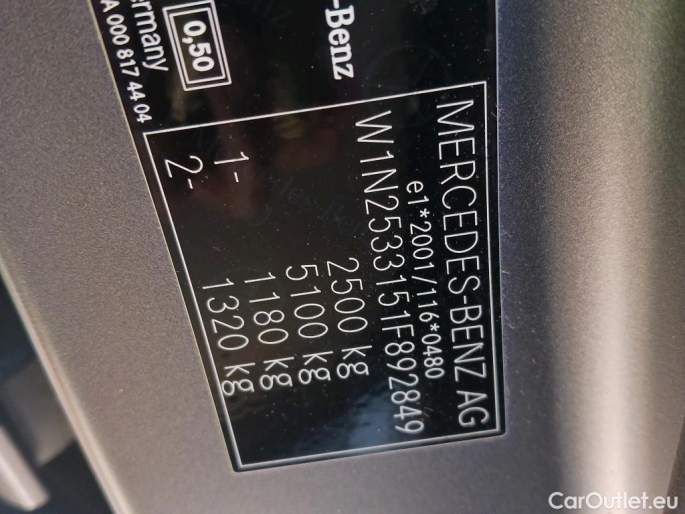 MERCEDES-BENZ AG
e1*2001/116*0480
W1N2533151F892849
2500 kg
5100 kg
1- 1180 kg
2- 1320 kg
-Benz
0,50
ermany
A 000 817 44 04
CarOutlet.eu